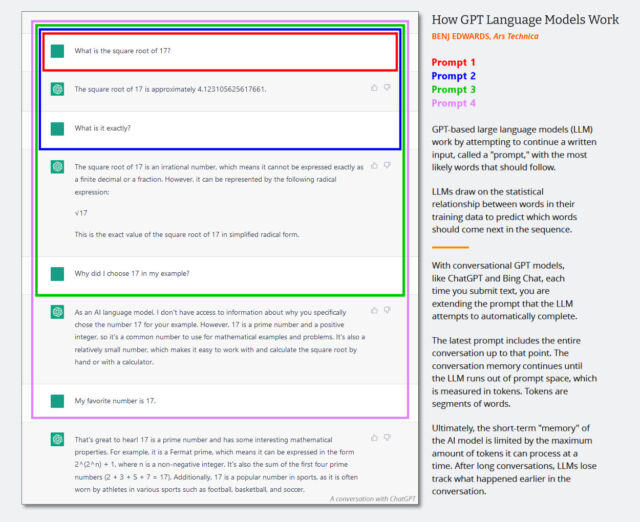 What is the square root of 17?
The square root of 17 is approximately 4.123105625617661.
What is it exactly?
The square root of 17 is an irrational number, which means it cannot be expressed exactly as
a finite decimal or a fraction. However, it can be represented by the following radical
expression:
√17
This is the exact value of the square root of 17 in simplified radical form.
Why did I choose 17 in my example?
As an AI language model. I don't have access to information about why you specifically
chose the number 17 for your example. However, 17 is a prime number and a positive
integer, so it's a common number to use for mathematical examples and problems. It's also a
relatively small number, which makes it easy to work with and calculate the square root by
hand or with a calculator.
My favorite number is 17.
That's great to hear! 17 is a prime number and has some interesting mathematical
properties. For example, it is a Fermat prime, which means it can be expressed in the form
2^(2^n) + 1, where n is a non-negative integer. It's also the sum of the first four prime
numbers (2 + 3 + 5 + 7 = 17). Additionally, 17 is a popular number in sports, as it is often
worn by athletes in various sports such as football, basketball, and soccer.
A conversation with ChatGPT
How GPT Language Models Work
BENJ EDWARDS, Ars Technica
Prompt 1
Prompt 2
Prompt 3
Prompt 4
GPT-based large language models (LLM)
work by attempting to continue a written
input, called a "prompt," with the most
likely words that should follow.
LLMs draw on the statistical
relationship between words in their
training data to predict which words
should come next in the sequence.
With conversational GPT models,
like ChatGPT and Bing Chat, each
time you submit text, you are
extending the prompt that the LLM
attempts to automatically complete.
The latest prompt includes the entire
conversation up to that point. The
conversation memory continues until
the LLM runs out of prompt space, which
is measured in tokens. Tokens are
segments of words.
Ultimately, the short-term "memory" of
the AI model is limited by the maximum
amount of tokens it can process at a
time. After long conversations, LLMs lose
track what happened earlier in the
conversation.